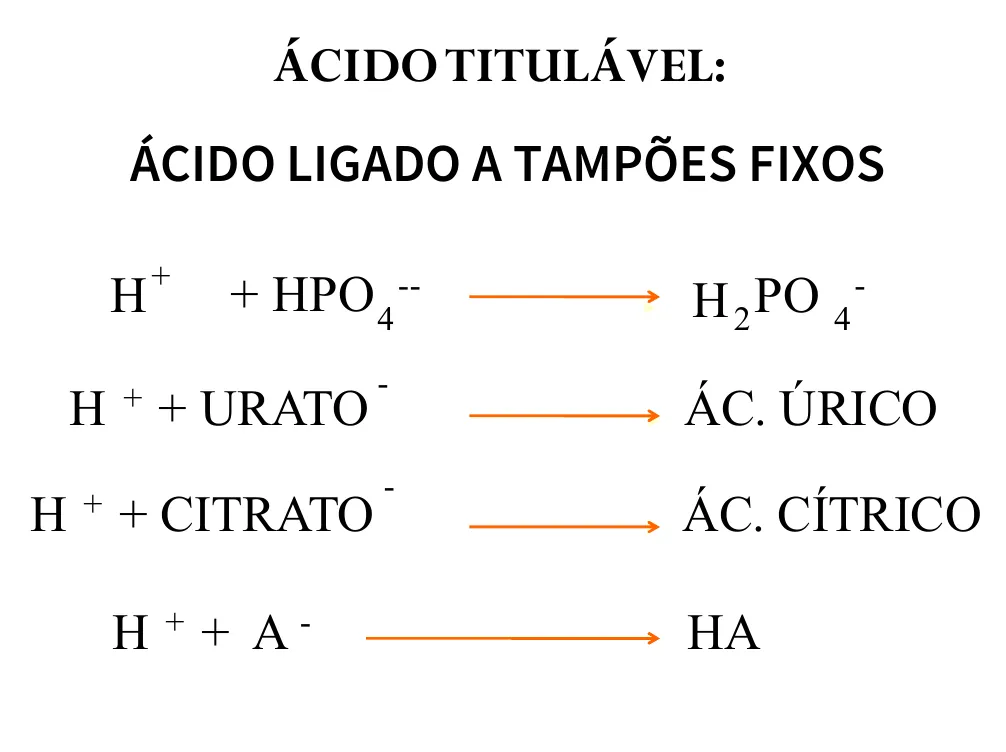 ÁCIDO TITULÁVEL:
ÁCIDO LIGADO A TAMPÕES FIXOS
H⁺ + HPO₄⁻⁻ → H₂PO₄⁻
H⁺ + URATO⁻ → ÁC. ÚRICO
H⁺ + CITRATO⁻ → ÁC. CÍTRICO
H⁺ + A⁻ → HA